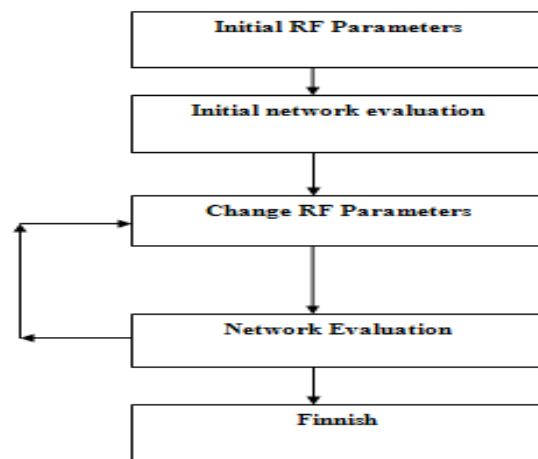 Initial RF Parameters
Initial network evaluation
Change RF Parameters
Network Evaluation
Finnish